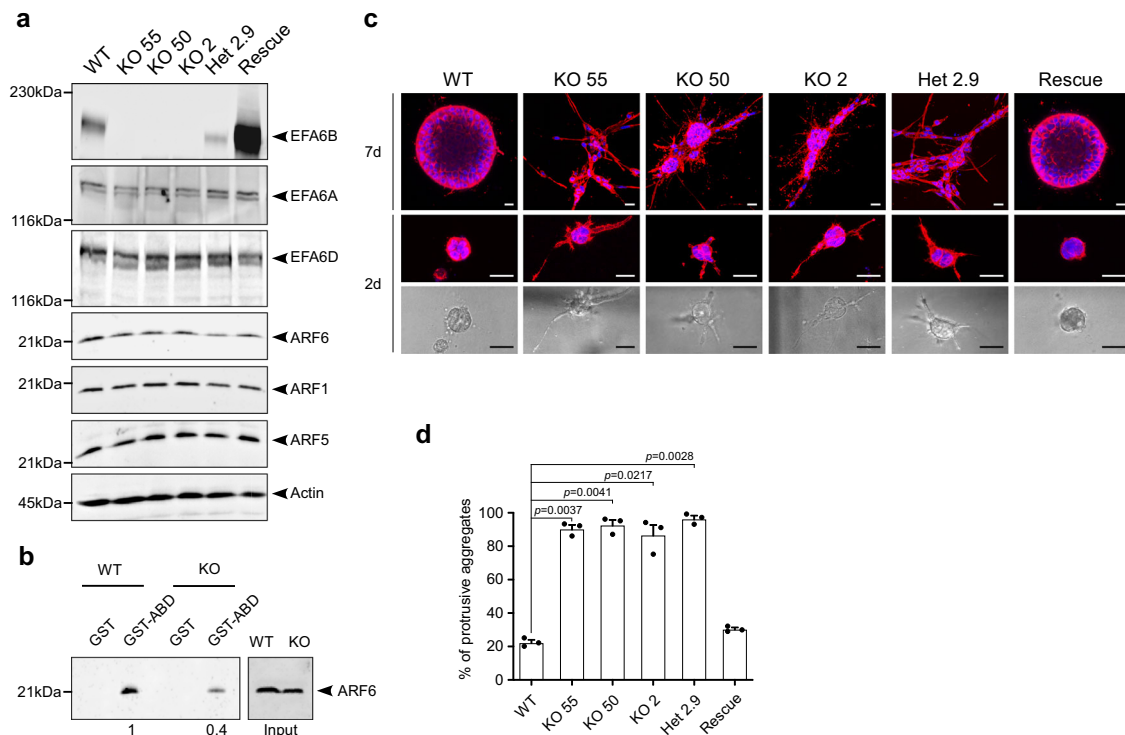 a
WT KO 55 KO 50 KO 2 Het 2.9 Rescue
230kDa
EFA6B
EFA6A
116kDa
EFA6D
116kDa
21kDa
ARF6
21kDa
ARF1
ARF5
21kDa
45kDa
Actin
b
WT KO
GST GST-ABD GST GST-ABD WT KO
21kDa
ARF6
1 0.4 Input
c
WT KO 55 KO 50 KO 2 Het 2.9 Rescue
7d
2d
d
p=0.0028
p=0.0217
p=0.0041
p=0.0037
% of protrusive aggregates
100
80
60
40
20
0
WT KO 55 KO 50 KO 2 Het 2.9 Rescue